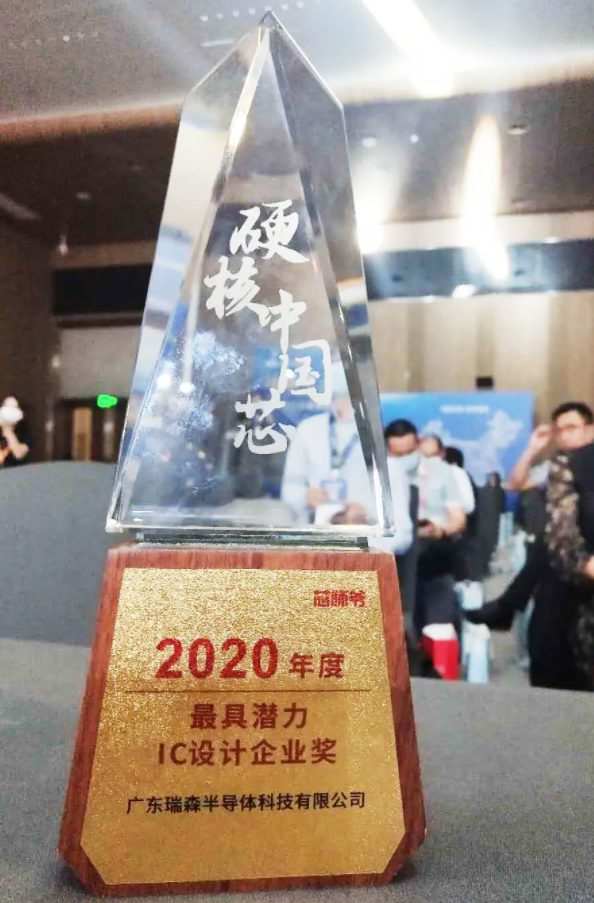 硬核
中国芯
芯师爷
2020年度
最具潜力
IC设计企业奖
广东瑞森半导体科技有限公司